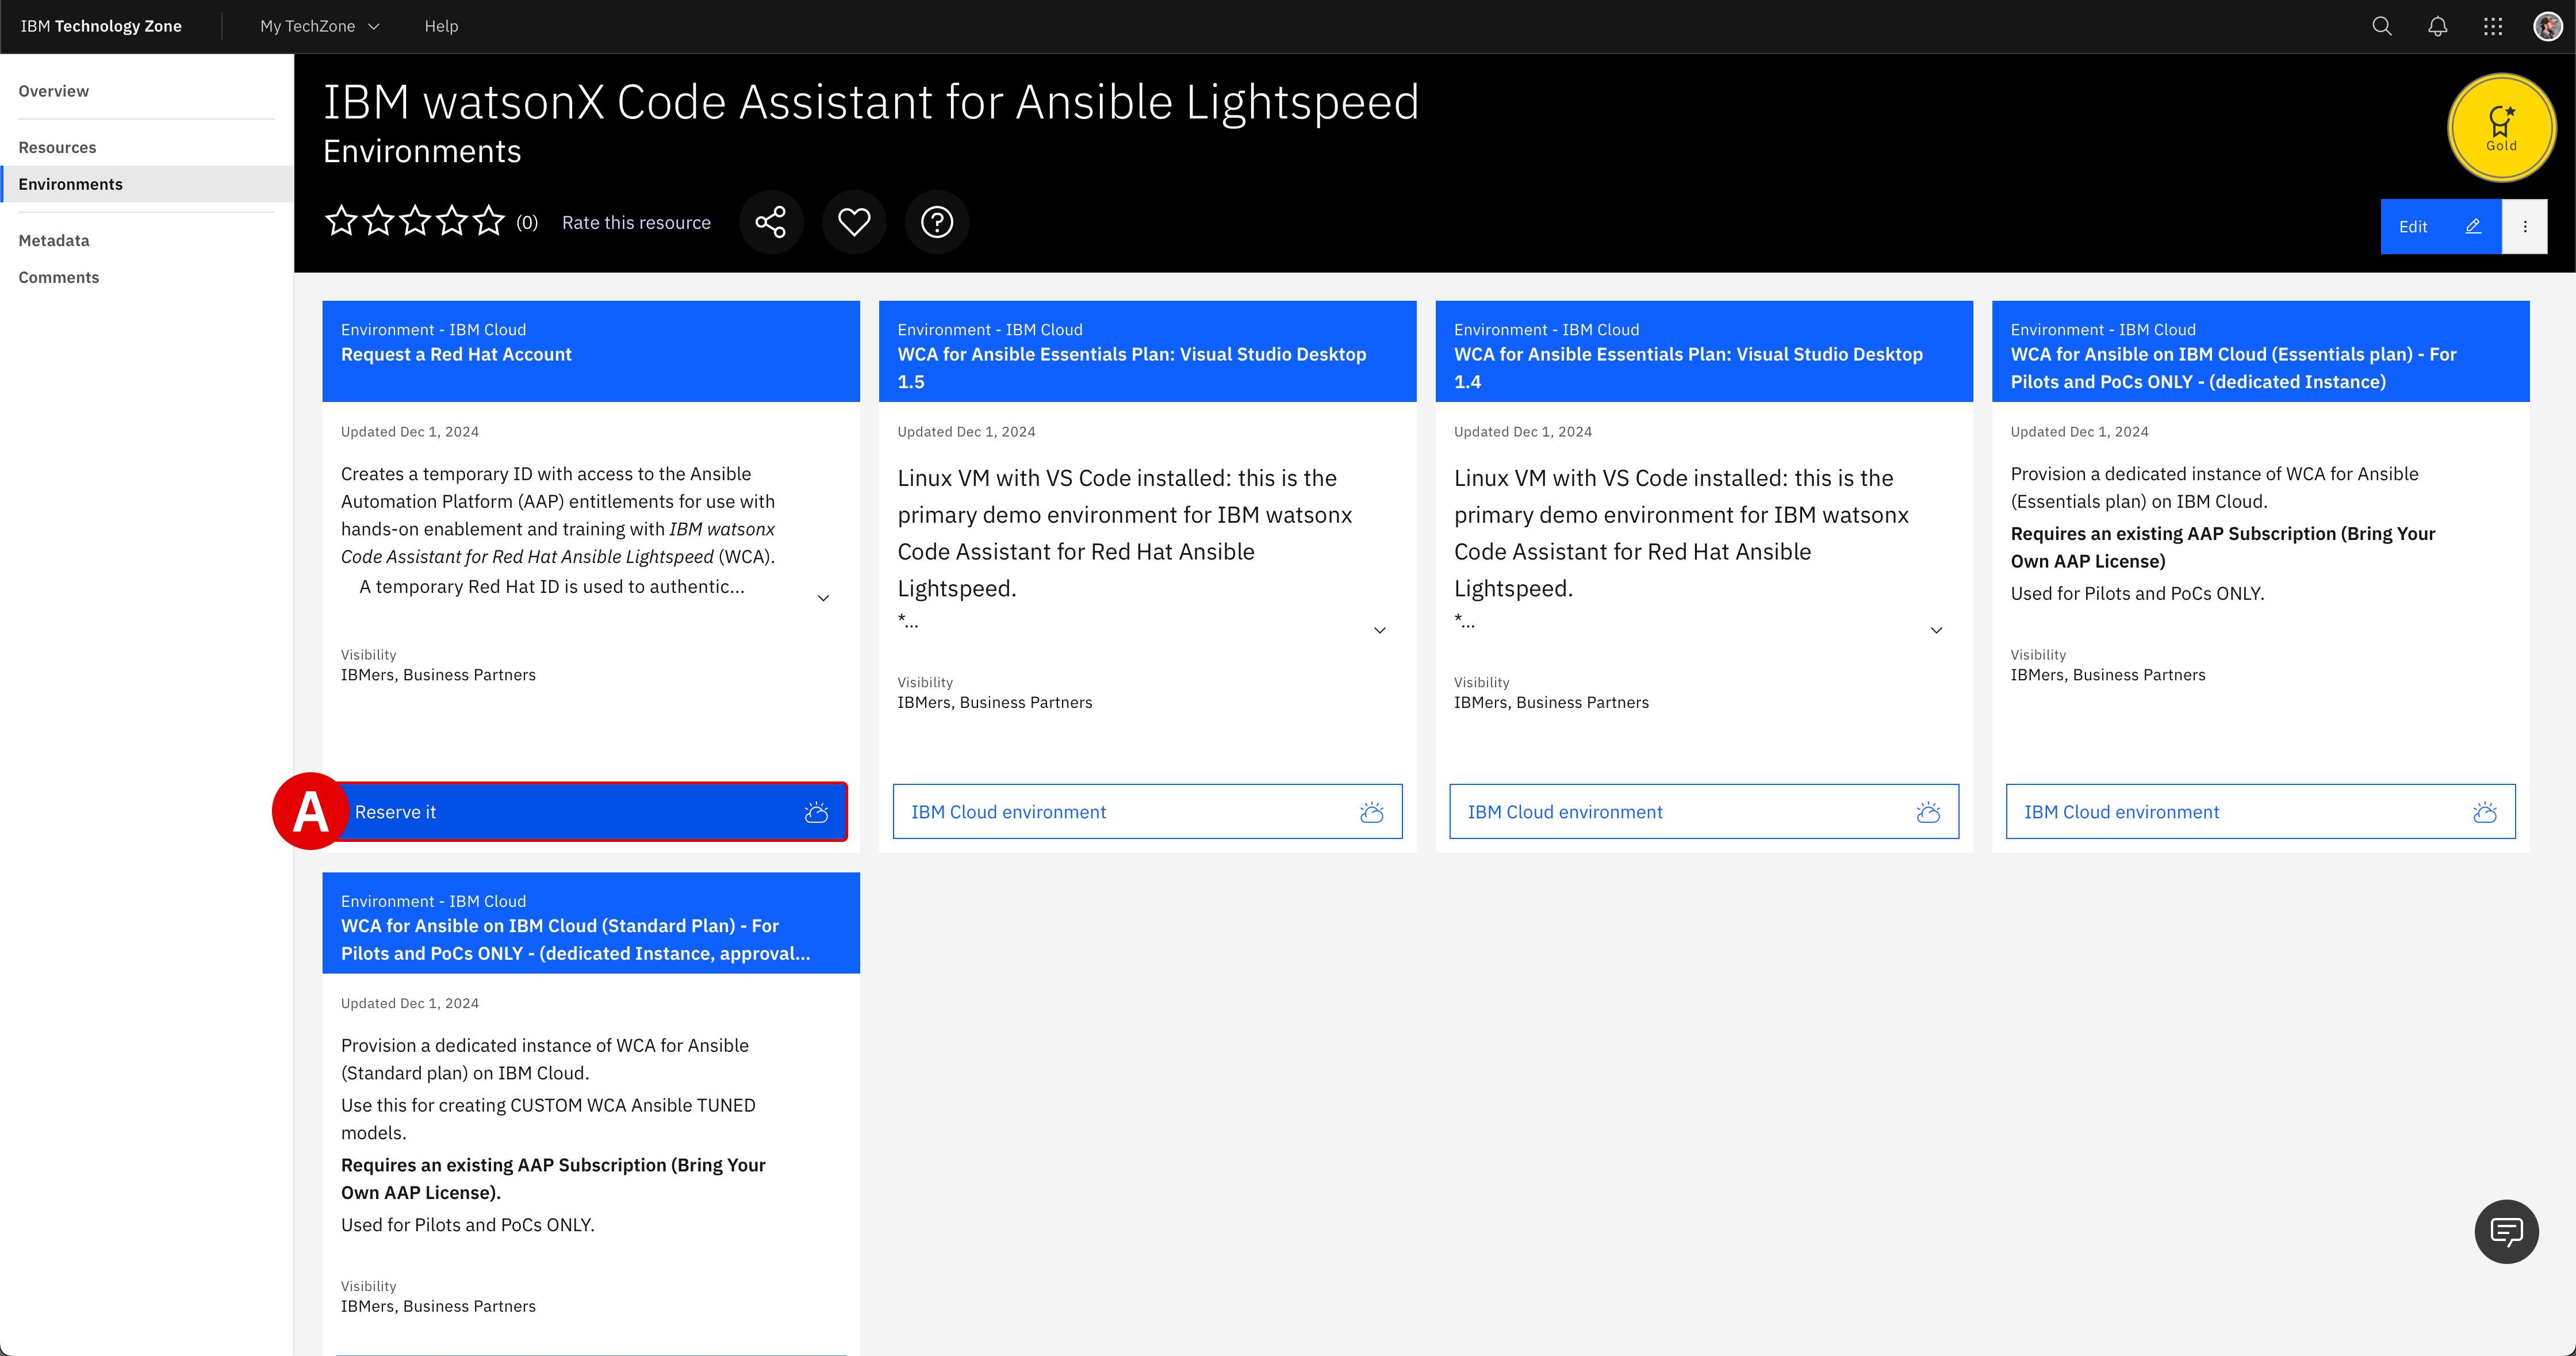 IBM Technology Zone
My TechZone
Help
Overview
Resources
Environments
Metadata
Comments
IBM watsonX Code Assistant for Ansible Lightspeed
Environments
Gold
(0)
Rate this resource
Edit
Environment - IBM Cloud
Request a Red Hat Account
Updated Dec 1, 2024
Creates a temporary ID with access to the Ansible
Automation Platform (AAP) entitlements for use with
hands-on enablement and training with IBM watsonx
Code Assistant for Red Hat Ansible Lightspeed (WCA).
A temporary Red Hat ID is used to authentic...
Visibility
IBMers, Business Partners
A
Reserve it
Environment - IBM Cloud
WCA for Ansible Essentials Plan: Visual Studio Desktop
1.5
Updated Dec 1, 2024
Linux VM with VS Code installed: this is the
primary demo environment for IBM watsonx
Code Assistant for Red Hat Ansible
Lightspeed.
*...
Visibility
IBMers, Business Partners
IBM Cloud environment
Environment - IBM Cloud
WCA for Ansible Essentials Plan: Visual Studio Desktop
1.4
Updated Dec 1, 2024
Linux VM with VS Code installed: this is the
primary demo environment for IBM watsonx
Code Assistant for Red Hat Ansible
Lightspeed.
*...
Visibility
IBMers, Business Partners
IBM Cloud environment
Environment - IBM Cloud
WCA for Ansible on IBM Cloud (Essentials plan) - For
Pilots and PoCs ONLY - (dedicated Instance)
Updated Dec 1, 2024
Provision a dedicated instance of WCA for Ansible
(Essentials plan) on IBM Cloud.
Requires an existing AAP Subscription (Bring Your
Own AAP License)
Used for Pilots and PoCs ONLY.
Visibility
IBMers, Business Partners
IBM Cloud environment
Environment - IBM Cloud
WCA for Ansible on IBM Cloud (Standard Plan) - For
Pilots and PoCs ONLY - (dedicated Instance, approval...
Updated Dec 1, 2024
Provision a dedicated instance of WCA for Ansible
(Standard plan) on IBM Cloud.
Use this for creating CUSTOM WCA Ansible TUNED
models.
Requires an existing AAP Subscription (Bring Your
Own AAP License).
Used for Pilots and PoCs ONLY.
Visibility
IBMers, Business Partners